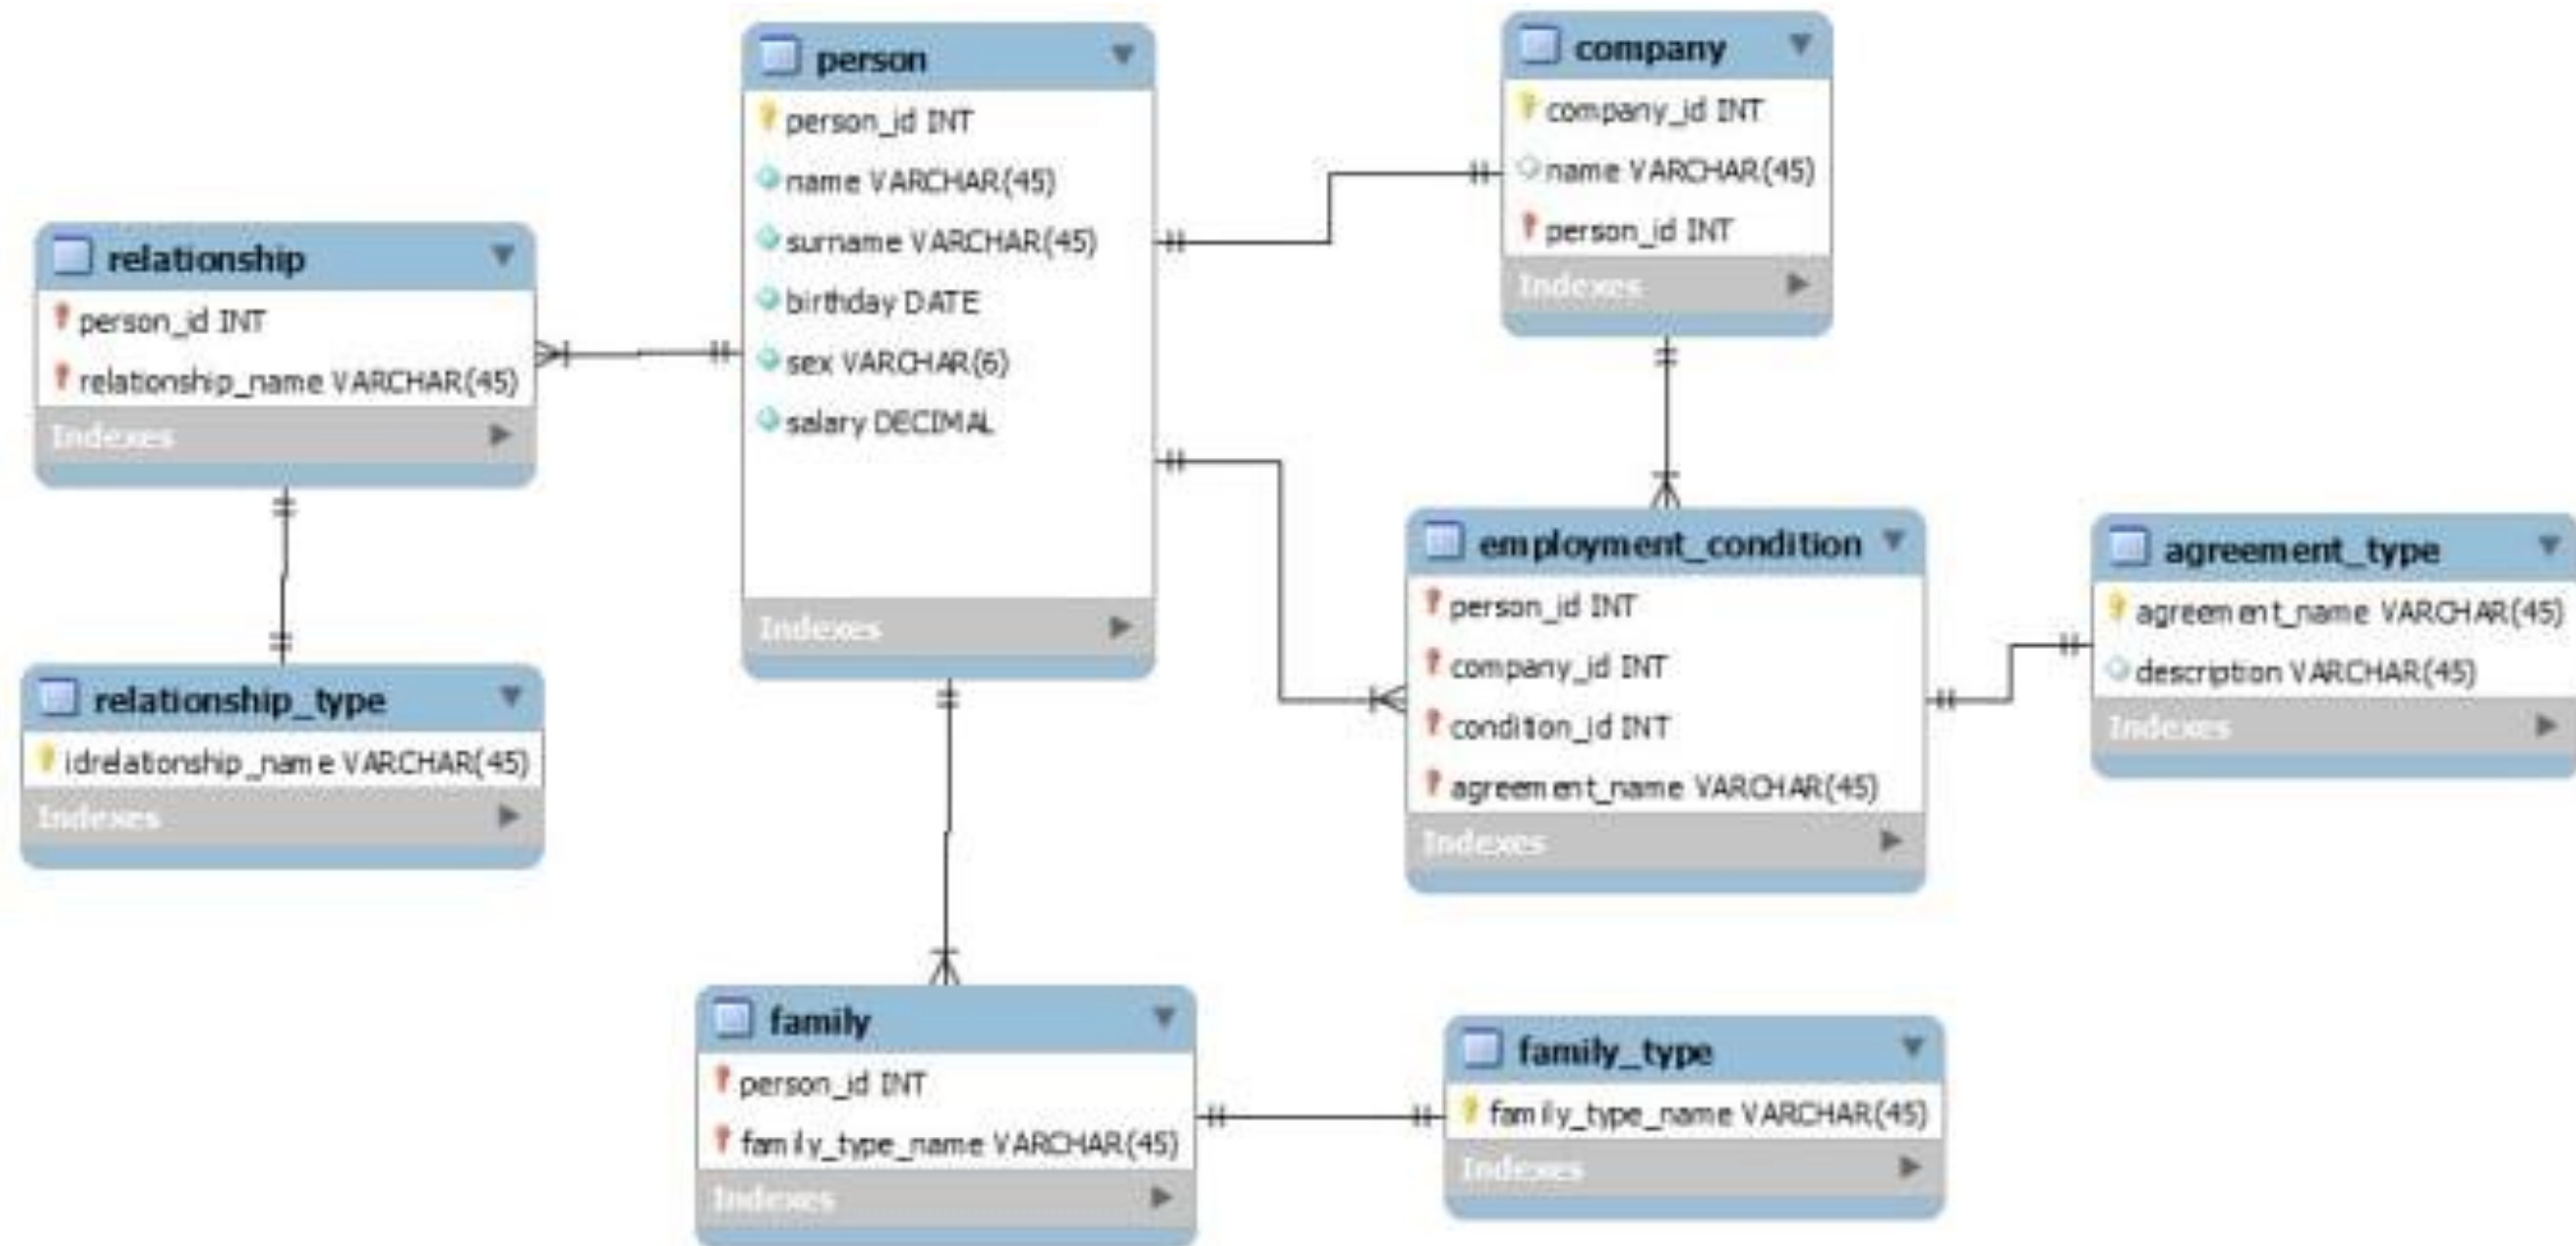 person
person_id INT
name VARCHAR(45)
surname VARCHAR(45)
birthday DATE
sex VARCHAR(6)
salary DECIMAL
Indexes
company
company_id INT
name VARCHAR(45)
person_id INT
Indexes
relationship
person_id INT
relationship_name VARCHAR(45)
Indexes
relationship_type
idrelationship_name VARCHAR(45)
Indexes
employment_condition
person_id INT
company_id INT
condition_id INT
agreement_name VARCHAR(45)
Indexes
agreement_type
agreement_name VARCHAR(45)
description VARCHAR(45)
Indexes
family
person_id INT
family_type_name VARCHAR(45)
Indexes
family_type
family_type_name VARCHAR(45)
Indexes